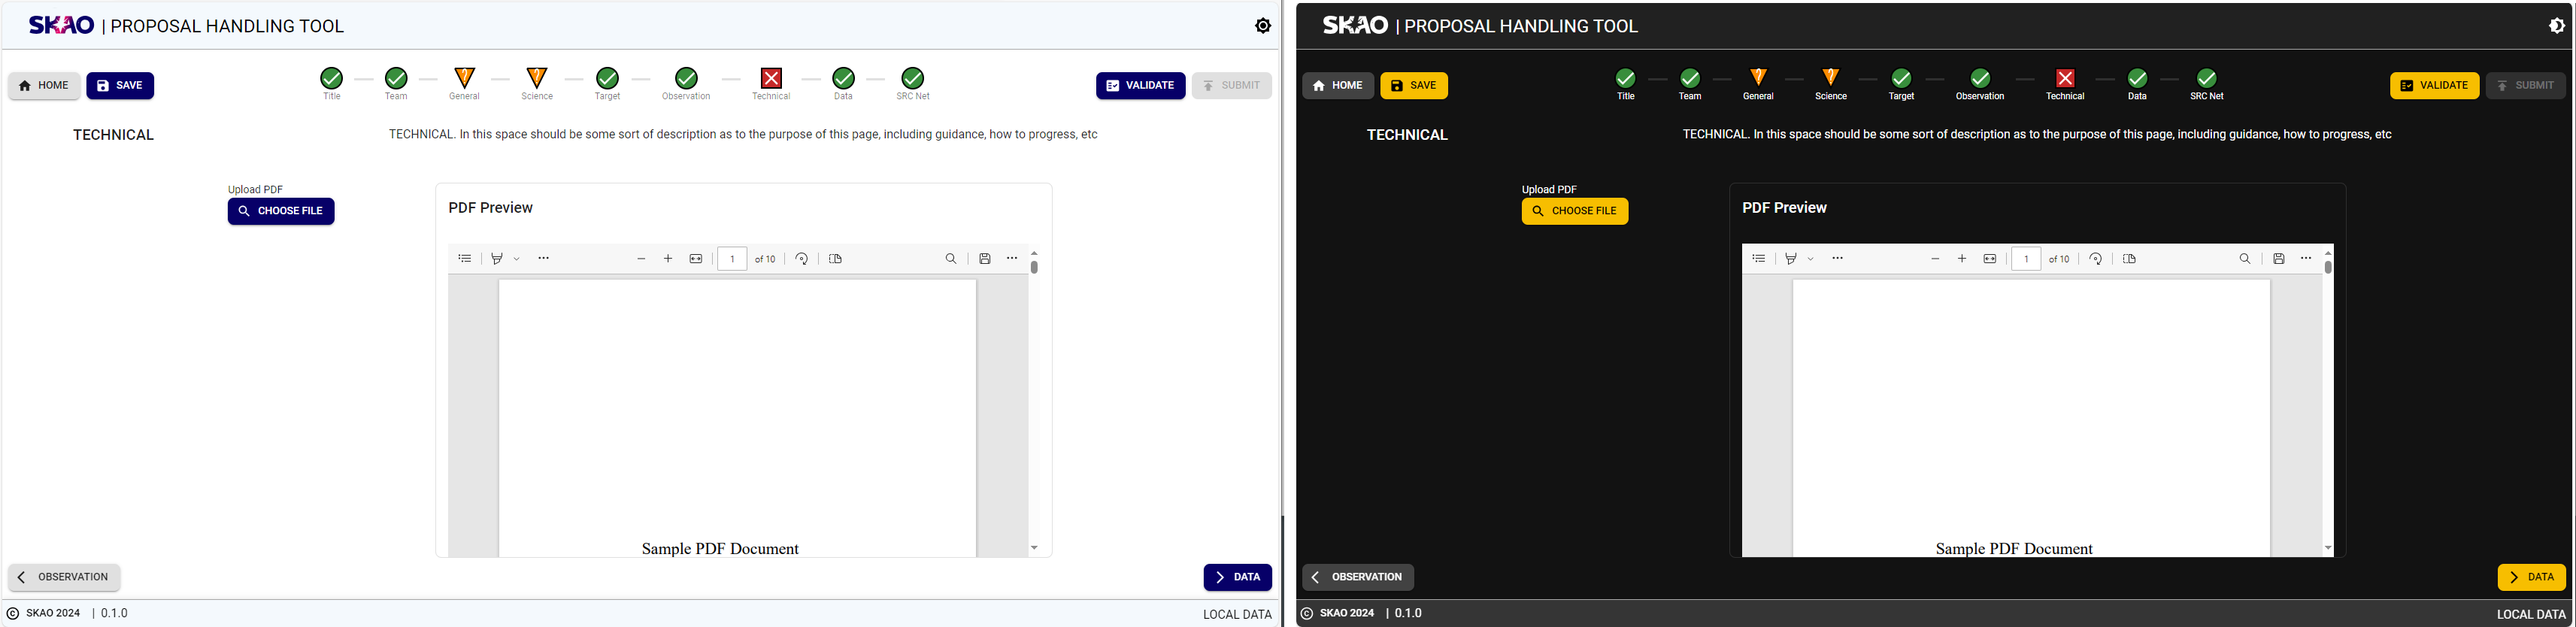 SKAO | PROPOSAL HANDLING TOOL
HOME
SAVE
Title
Team
General
Science
Target
Observation
Technical
Data
SRC Net
VALIDATE
SUBMIT
TECHNICAL
TECHNICAL. In this space should be some sort of description as to the purpose of this page, including guidance, how to progress, etc
Upload PDF
CHOOSE FILE
PDF Preview
1 of 10
Sample PDF Document
OBSERVATION
DATA
© SKAO 2024 | 0.1.0
LOCAL DATA
SKAO | PROPOSAL HANDLING TOOL
HOME
SAVE
Title
Team
General
Science
Target
Observation
Technical
Data
SRC Net
VALIDATE
SUBMIT
TECHNICAL
TECHNICAL. In this space should be some sort of description as to the purpose of this page, including guidance, how to progress, etc
Upload PDF
CHOOSE FILE
PDF Preview
1 of 10
Sample PDF Document
OBSERVATION
DATA
© SKAO 2024 | 0.1.0
LOCAL DATA